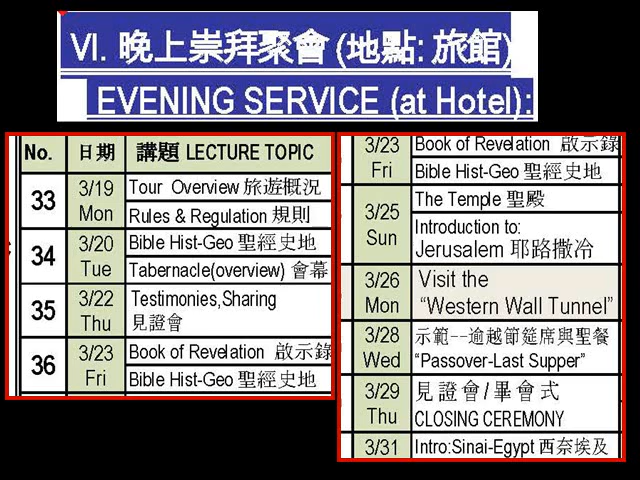 VI. 晚上崇拜聚會 (地點: 旅館)
EVENING SERVICE (at Hotel):
No. 日期 講題 LECTURE TOPIC
33 3/19 Mon Tour Overview 旅遊概況
Rules & Regulation 規則
34 3/20 Tue Bible Hist-Geo 聖經史地
Tabernacle(overview) 會幕
35 3/22 Thu Testimonies,Sharing
見證會
36 3/23 Fri Book of Revelation 啟示錄
Bible Hist-Geo 聖經史地
3/23 Fri Book of Revelation 啟示錄
Bible Hist-Geo 聖經史地
3/25 Sun The Temple 聖殿
Introduction to:
Jerusalem 耶路撒冷
3/26 Mon Visit the
“Western Wall Tunnel”
3/28 Wed 示範--逾越節筵席與聖餐
“Passover-Last Supper”
3/29 Thu 見證會/畢會式
CLOSING CEREMONY
3/31 Intro:Sinai-Egypt 西奈埃及